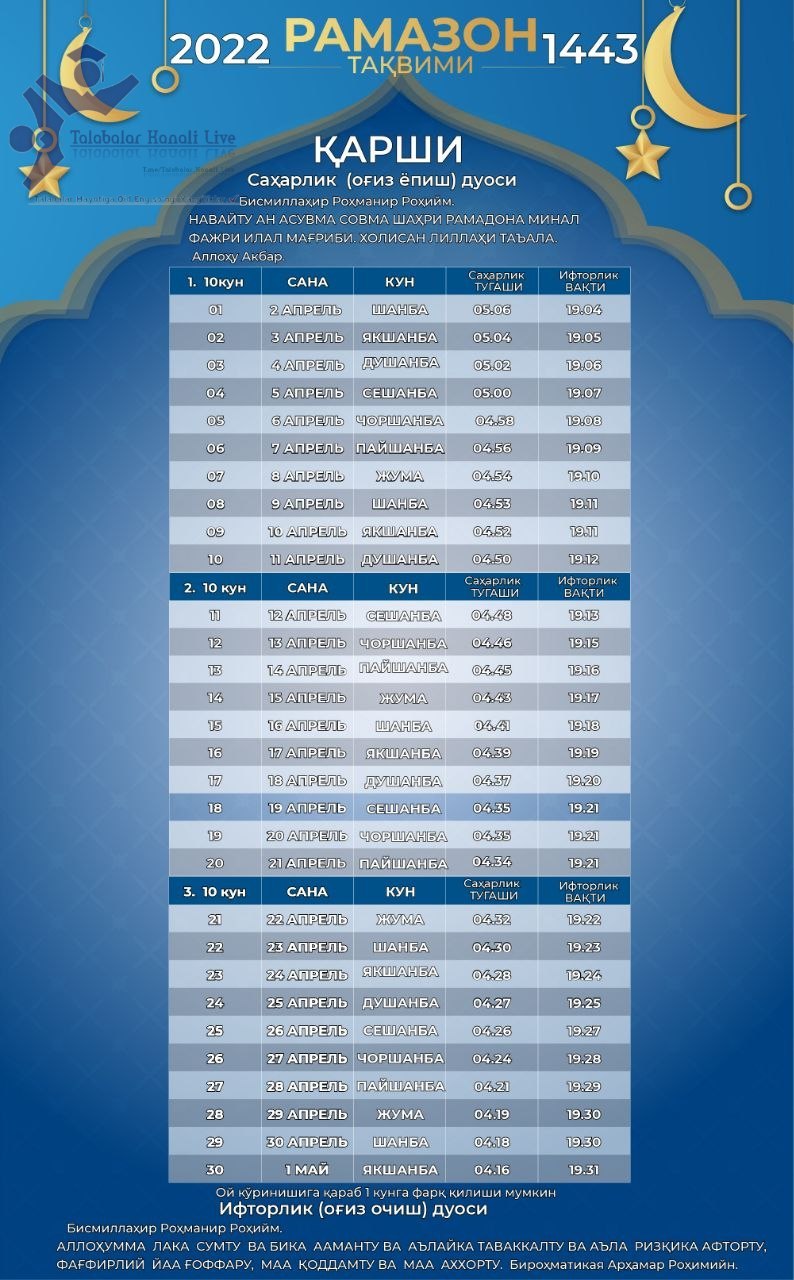 2022 РАМАЗОН 1443
ТАҚВИМИ
Talabalar Kanali Live
ҚАРШИ
Саҳарлик (оғиз ёпиш) дуоси
Бисмиллаҳир Роҳманир Роҳийм.
НАВАЙТУ АН АСУВМА СОВМА ШАҲРИ РАМАДОНА МИНАЛ
ФАЖРИ ИЛАЛ МАҒРИБИ. ХОЛИСАН ЛИЛЛАҲИ ТАЪАЛА.
Аллоҳу Акбар.
1. 10кун САНА КУН Саҳарлик ТУГАШИ Ифторлик ВАҚТИ
01 2 АПРЕЛЬ ШАНБА 05.06 19.04
02 3 АПРЕЛЬ ЯКШАНБА 05.04 19.05
03 4 АПРЕЛЬ ДУШАНБА 05.02 19.06
04 5 АПРЕЛЬ СЕШАНБА 05.00 19.07
05 6 АПРЕЛЬ ЧОРШАНБА 04.58 19.08
06 7 АПРЕЛЬ ПАЙШАНБА 04.56 19.09
07 8 АПРЕЛЬ ЖУМА 04.54 19.10
08 9 АПРЕЛЬ ШАНБА 04.53 19.11
09 10 АПРЕЛЬ ЯКШАНБА 04.52 19.11
10 11 АПРЕЛЬ ДУШАНБА 04.50 19.12
2. 10 кун САНА КУН Саҳарлик ТУГАШИ Ифторлик ВАҚТИ
11 12 АПРЕЛЬ СЕШАНБА 04.48 19.13
12 13 АПРЕЛЬ ЧОРШАНБА 04.46 19.15
13 14 АПРЕЛЬ ПАЙШАНБА 04.45 19.16
14 15 АПРЕЛЬ ЖУМА 04.43 19.17
15 16 АПРЕЛЬ ШАНБА 04.41 19.18
16 17 АПРЕЛЬ ЯКШАНБА 04.39 19.19
17 18 АПРЕЛЬ ДУШАНБА 04.37 19.20
18 19 АПРЕЛЬ СЕШАНБА 04.35 19.21
19 20 АПРЕЛЬ ЧОРШАНБА 04.35 19.21
20 21 АПРЕЛЬ ПАЙШАНБА 04.34 19.21
3. 10 кун САНА КУН Саҳарлик ТУГАШИ Ифторлик ВАҚТИ
21 22 АПРЕЛЬ ЖУМА 04.32 19.22
22 23 АПРЕЛЬ ШАНБА 04.30 19.23
23 24 АПРЕЛЬ ЯКШАНБА 04.28 19.24
24 25 АПРЕЛЬ ДУШАНБА 04.27 19.25
25 26 АПРЕЛЬ СЕШАНБА 04.26 19.27
26 27 АПРЕЛЬ ЧОРШАНБА 04.24 19.28
27 28 АПРЕЛЬ ПАЙШАНБА 04.21 19.29
28 29 АПРЕЛЬ ЖУМА 04.19 19.30
29 30 АПРЕЛЬ ШАНБА 04.18 19.30
30 1 МАЙ ЯКШАНБА 04.16 19.31
Ой кўринишига қараб 1 кунга фарқ қилиши мумкин
Ифторлик (оғиз очиш) дуоси
Бисмиллаҳир Роҳманир Роҳийм.
АЛЛОҲУММА ЛАКА СУМТУ ВА БИКА ААМАНТУ ВА АЪЛАЙКА ТАВАККАЛТУ ВА АЪЛА РИЗҚИКА АФТОРТУ,
ФАҒФИРЛИЙ ЙАА ҒОФФАРУ, МАА ҚОДДАМТУ ВА МАА АХХОРТУ. Бироҳматикая Арҳамар Роҳимийн.